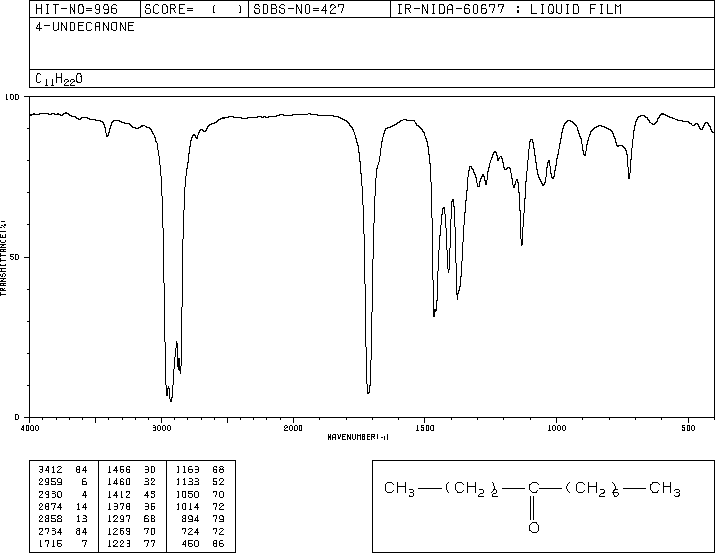 HIT-NO=996 SCORE= ( ) SDBS-NO=427 IR-NIDA-60677 : LIQUID FILM
4-UNDECANONE
C11H22O
100
50
0
TRANSMITTANCE(%)
4000 3000 2000 1500 1000 500
WAVENUMBER(-1)
3412 84 1466 30 1163 68
2959 6 1460 32 1133 52
2930 4 1412 45 1050 70
2874 14 1378 36 1014 72
2858 13 1297 68 894 79
2734 84 1269 70 724 72
1715 7 1223 77 450 86
CH3—(CH2)2—C—(CH2)6—CH3
O